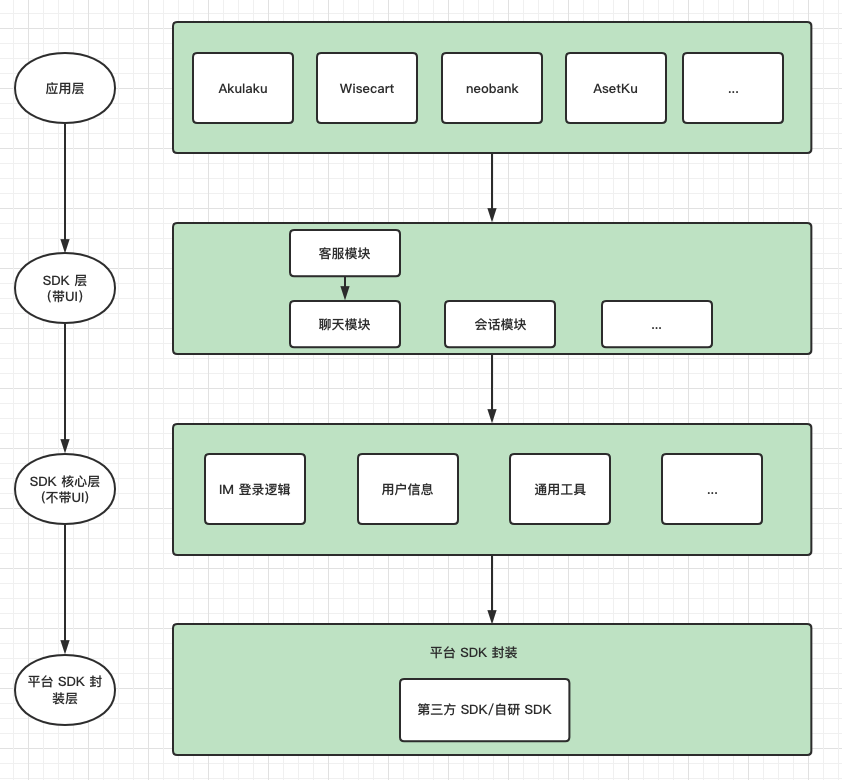 应用层
Akulaku
Wisecart
neobank
AsetKu
...
SDK 层
(带UI)
客服模块
聊天模块
会话模块
...
SDK 核心层
(不带UI)
IM 登录逻辑
用户信息
通用工具
...
平台 SDK 封
装层
平台 SDK 封装
第三方 SDK/自研 SDK